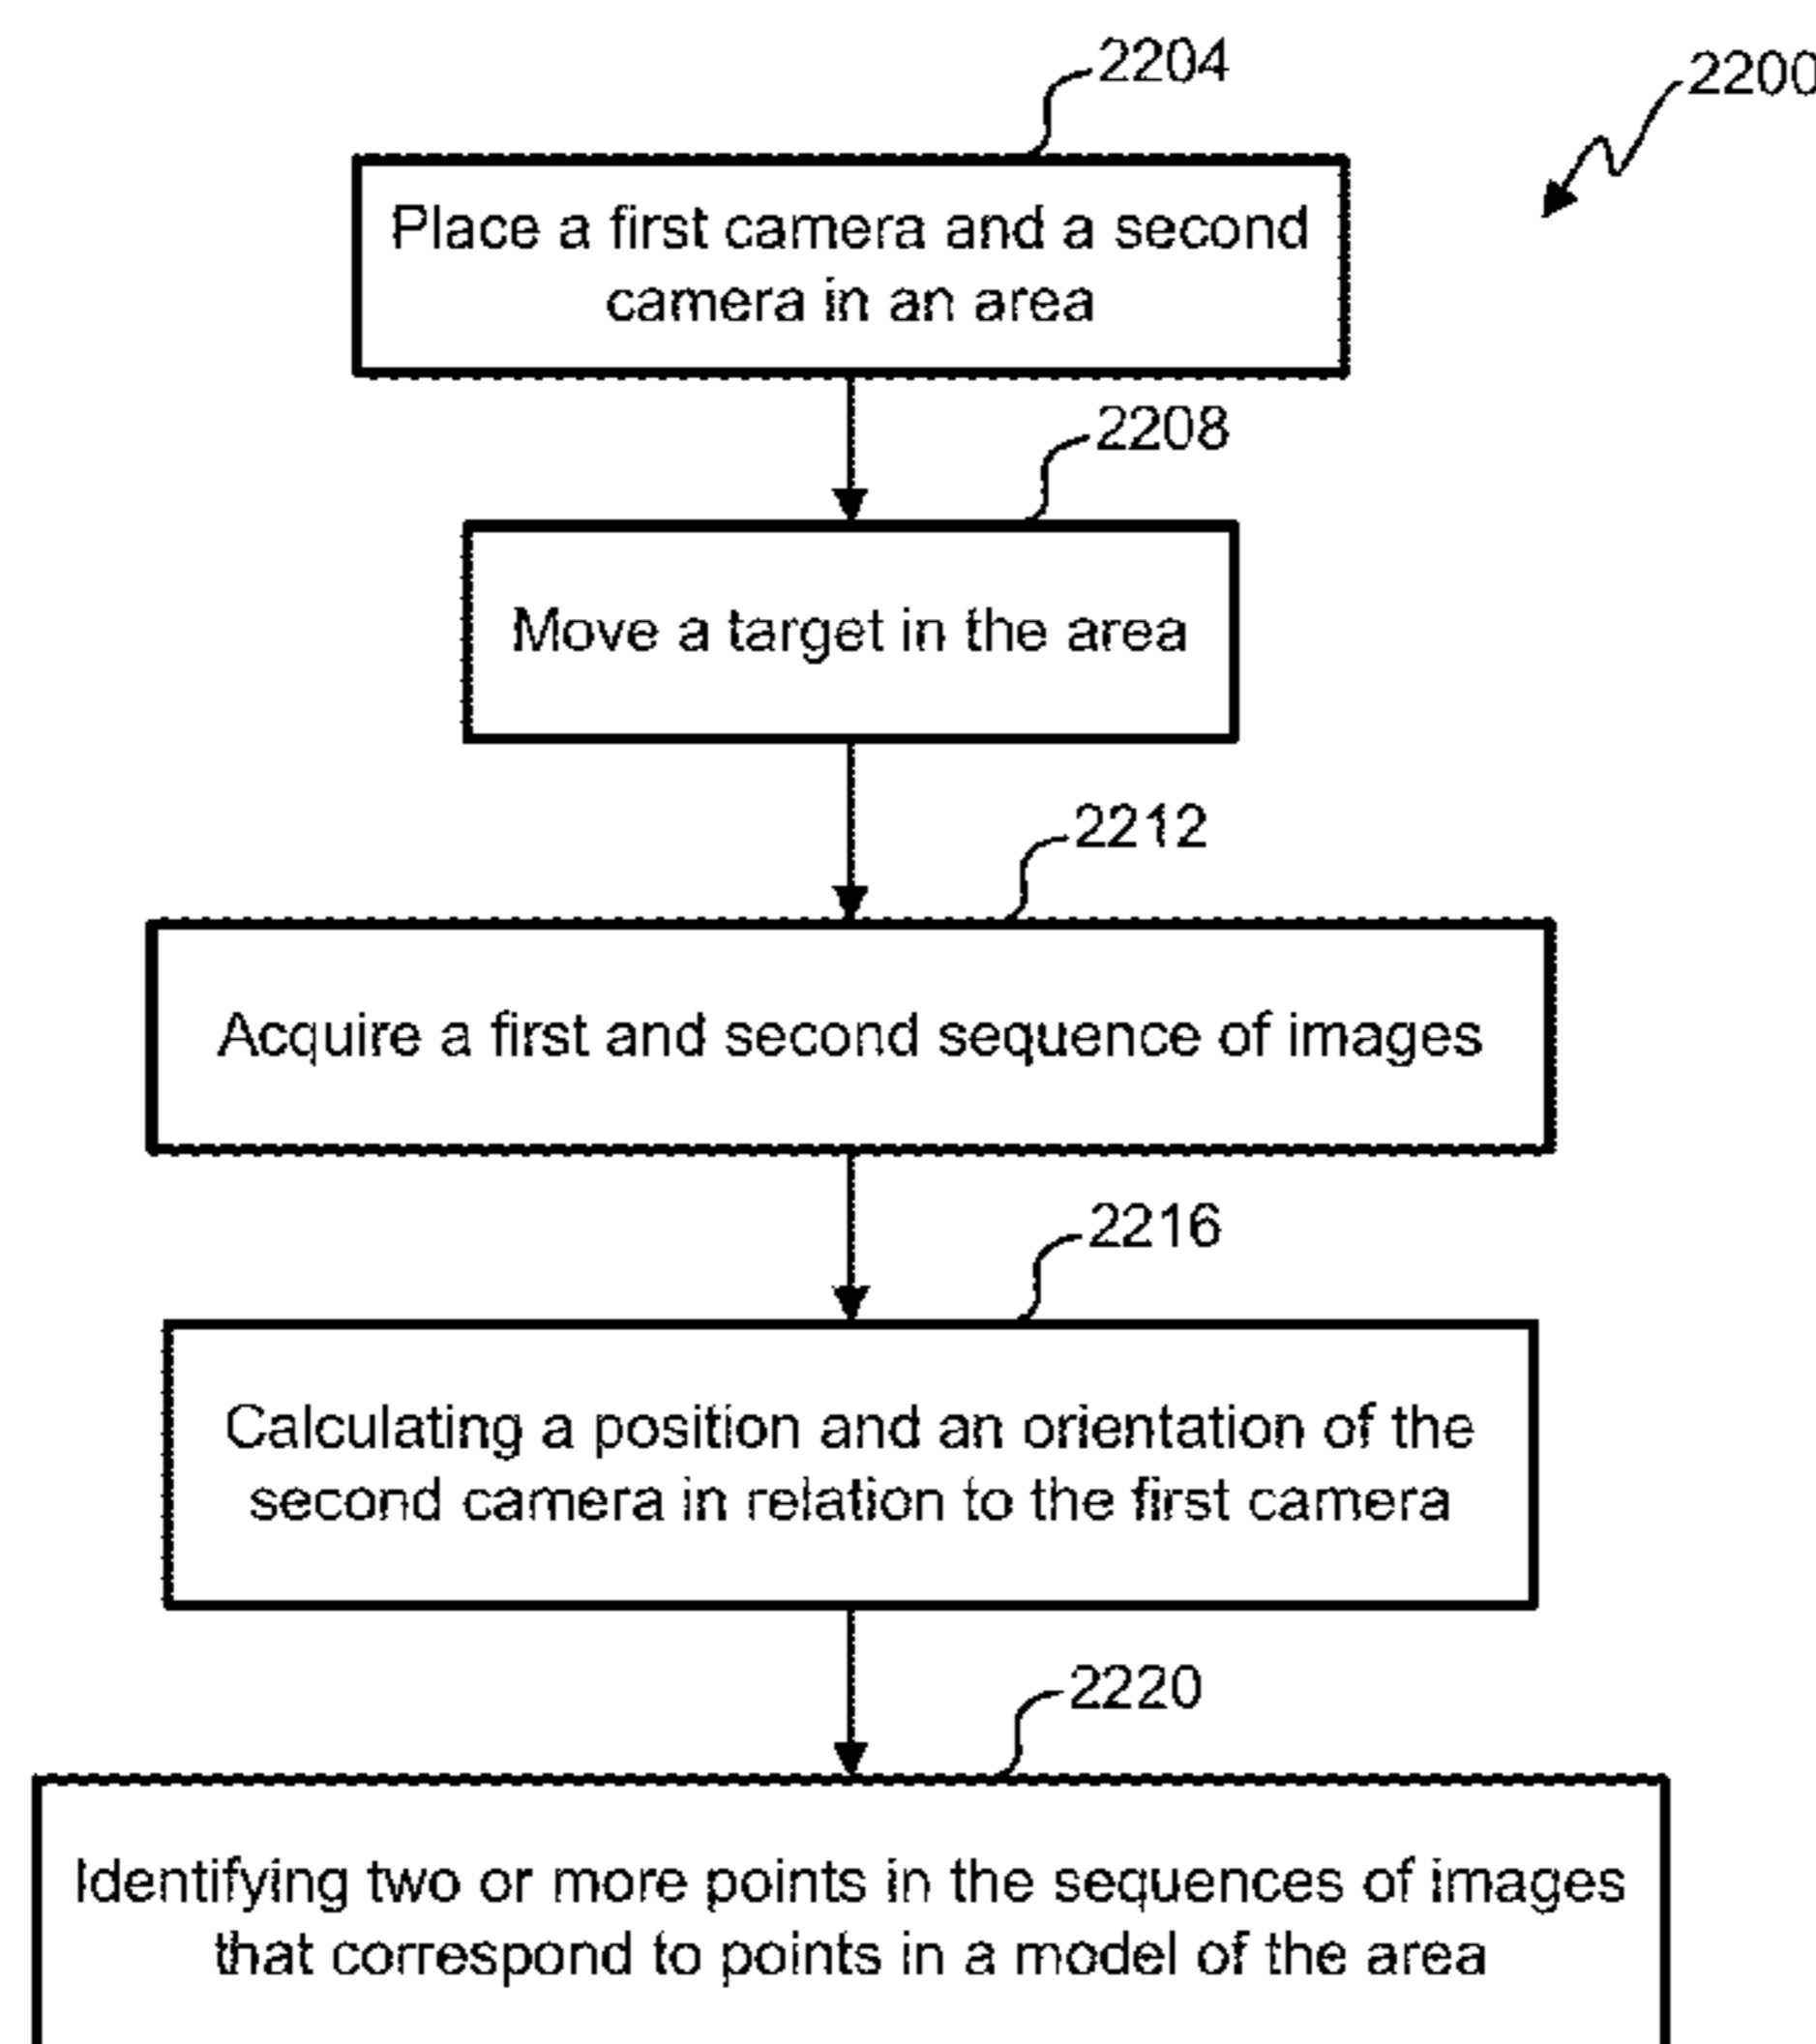 2204
2200
Place a first camera and a second
camera in an area
2208
Move a target in the area
2212
Acquire a first and second sequence of images
2216
Calculating a position and an orientation of the
second camera in relation to the first camera
2220
Identifying two or more points in the sequences of images
that correspond to points in a model of the area